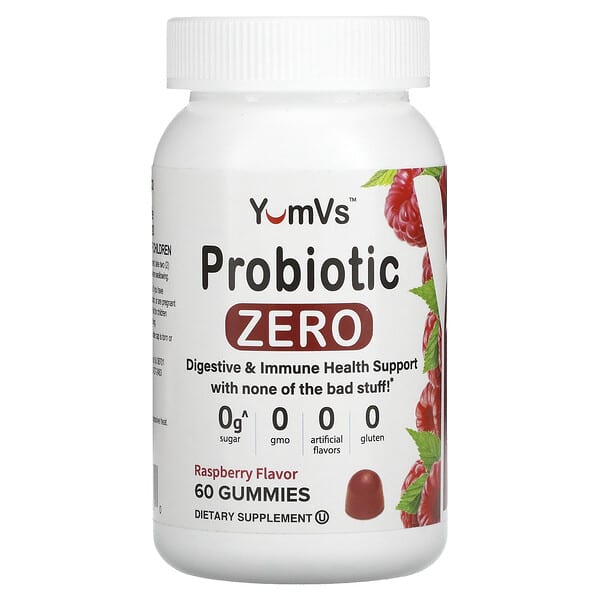 YumVs™
Probiotic
ZERO
Digestive & Immune Health Support
with none of the bad stuff!*
0g^ 0 0 0
sugar gmo artificial flavors gluten
Raspberry Flavor
60 GUMMIES
DIETARY SUPPLEMENT U
CHILDREN